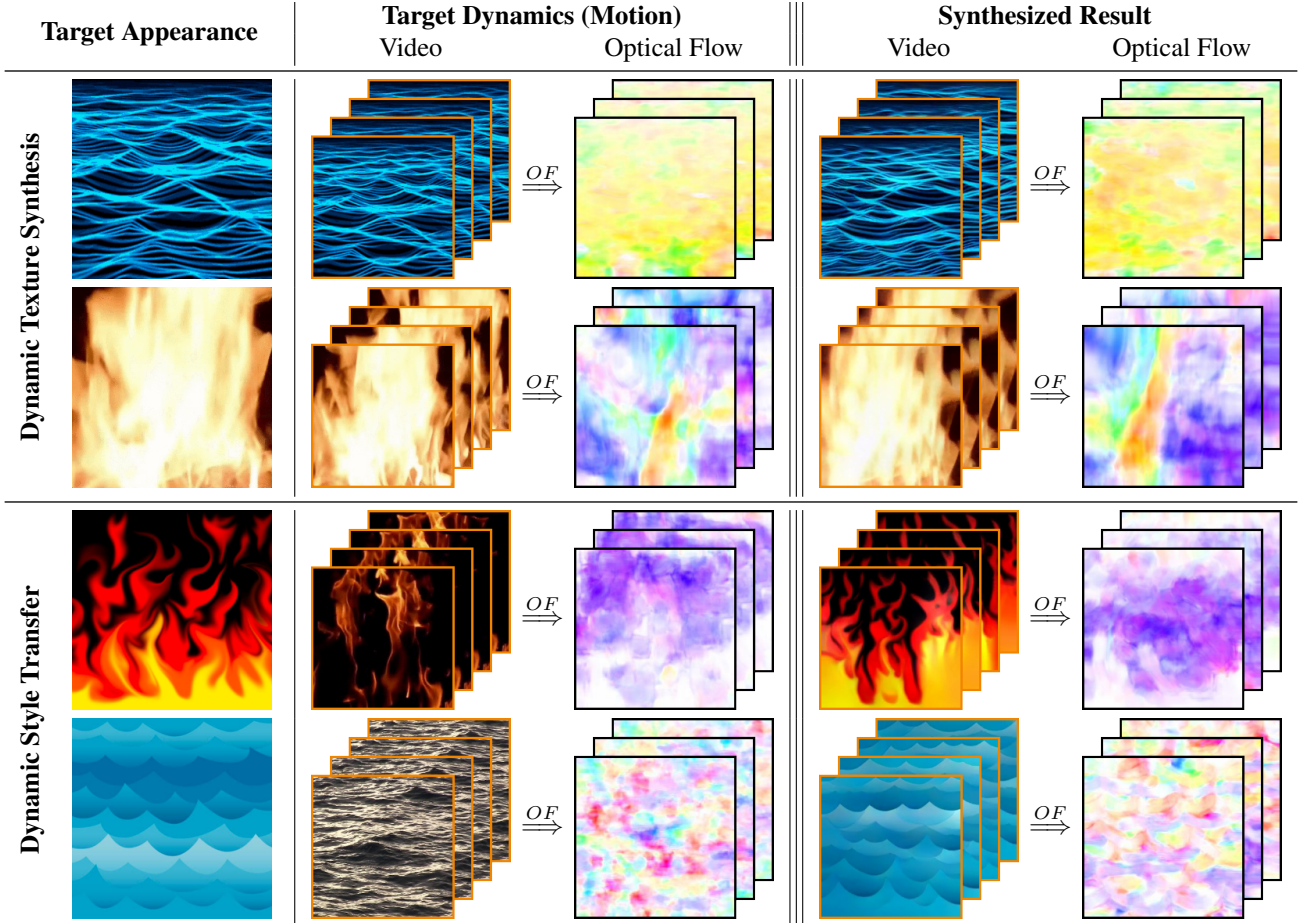 Target Appearance
Target Dynamics (Motion)
Video
Optical Flow
Synthesized Result
Video
Optical Flow
Dynamic Texture Synthesis
OF
OF
OF
OF
Dynamic Style Transfer
OF
OF
OF
OF